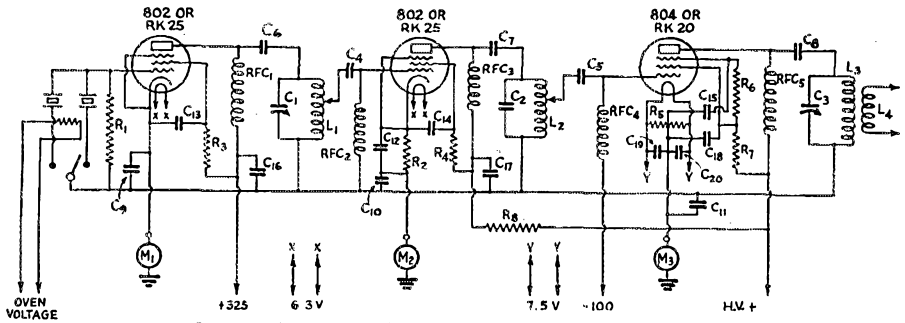 802 OR
RK 25
802 OR
RK 25
804 OR
RK 20
C6
C4
C7
C5
C8
RFC1
RFC3
RFC5
R6
L3
C1
L1
C2
L2
C3
L4
C13
C14
C15
RFC4
R5
R1
R3
RFC2
C12
R2
R4
C19
C18
R7
C16
C17
C20
C9
C10
Y Y
C11
R8
M1
M2
M3
X X
X X
X X
Y Y
OVEN
VOLTAGE
+325
6 3 V
7.5 V
-100
H.V. +